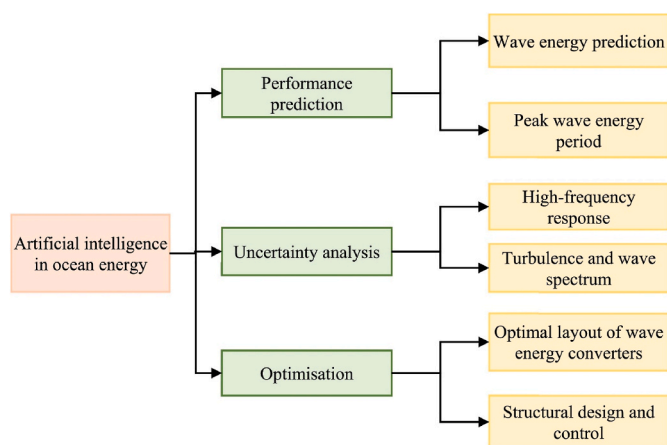 Artificial intelligence
in ocean energy
Performance
prediction
Wave energy prediction
Peak wave energy
period
Uncertainty analysis
High-frequency
response
Turbulence and wave
spectrum
Optimisation
Optimal layout of wave
energy converters
Structural design and
control